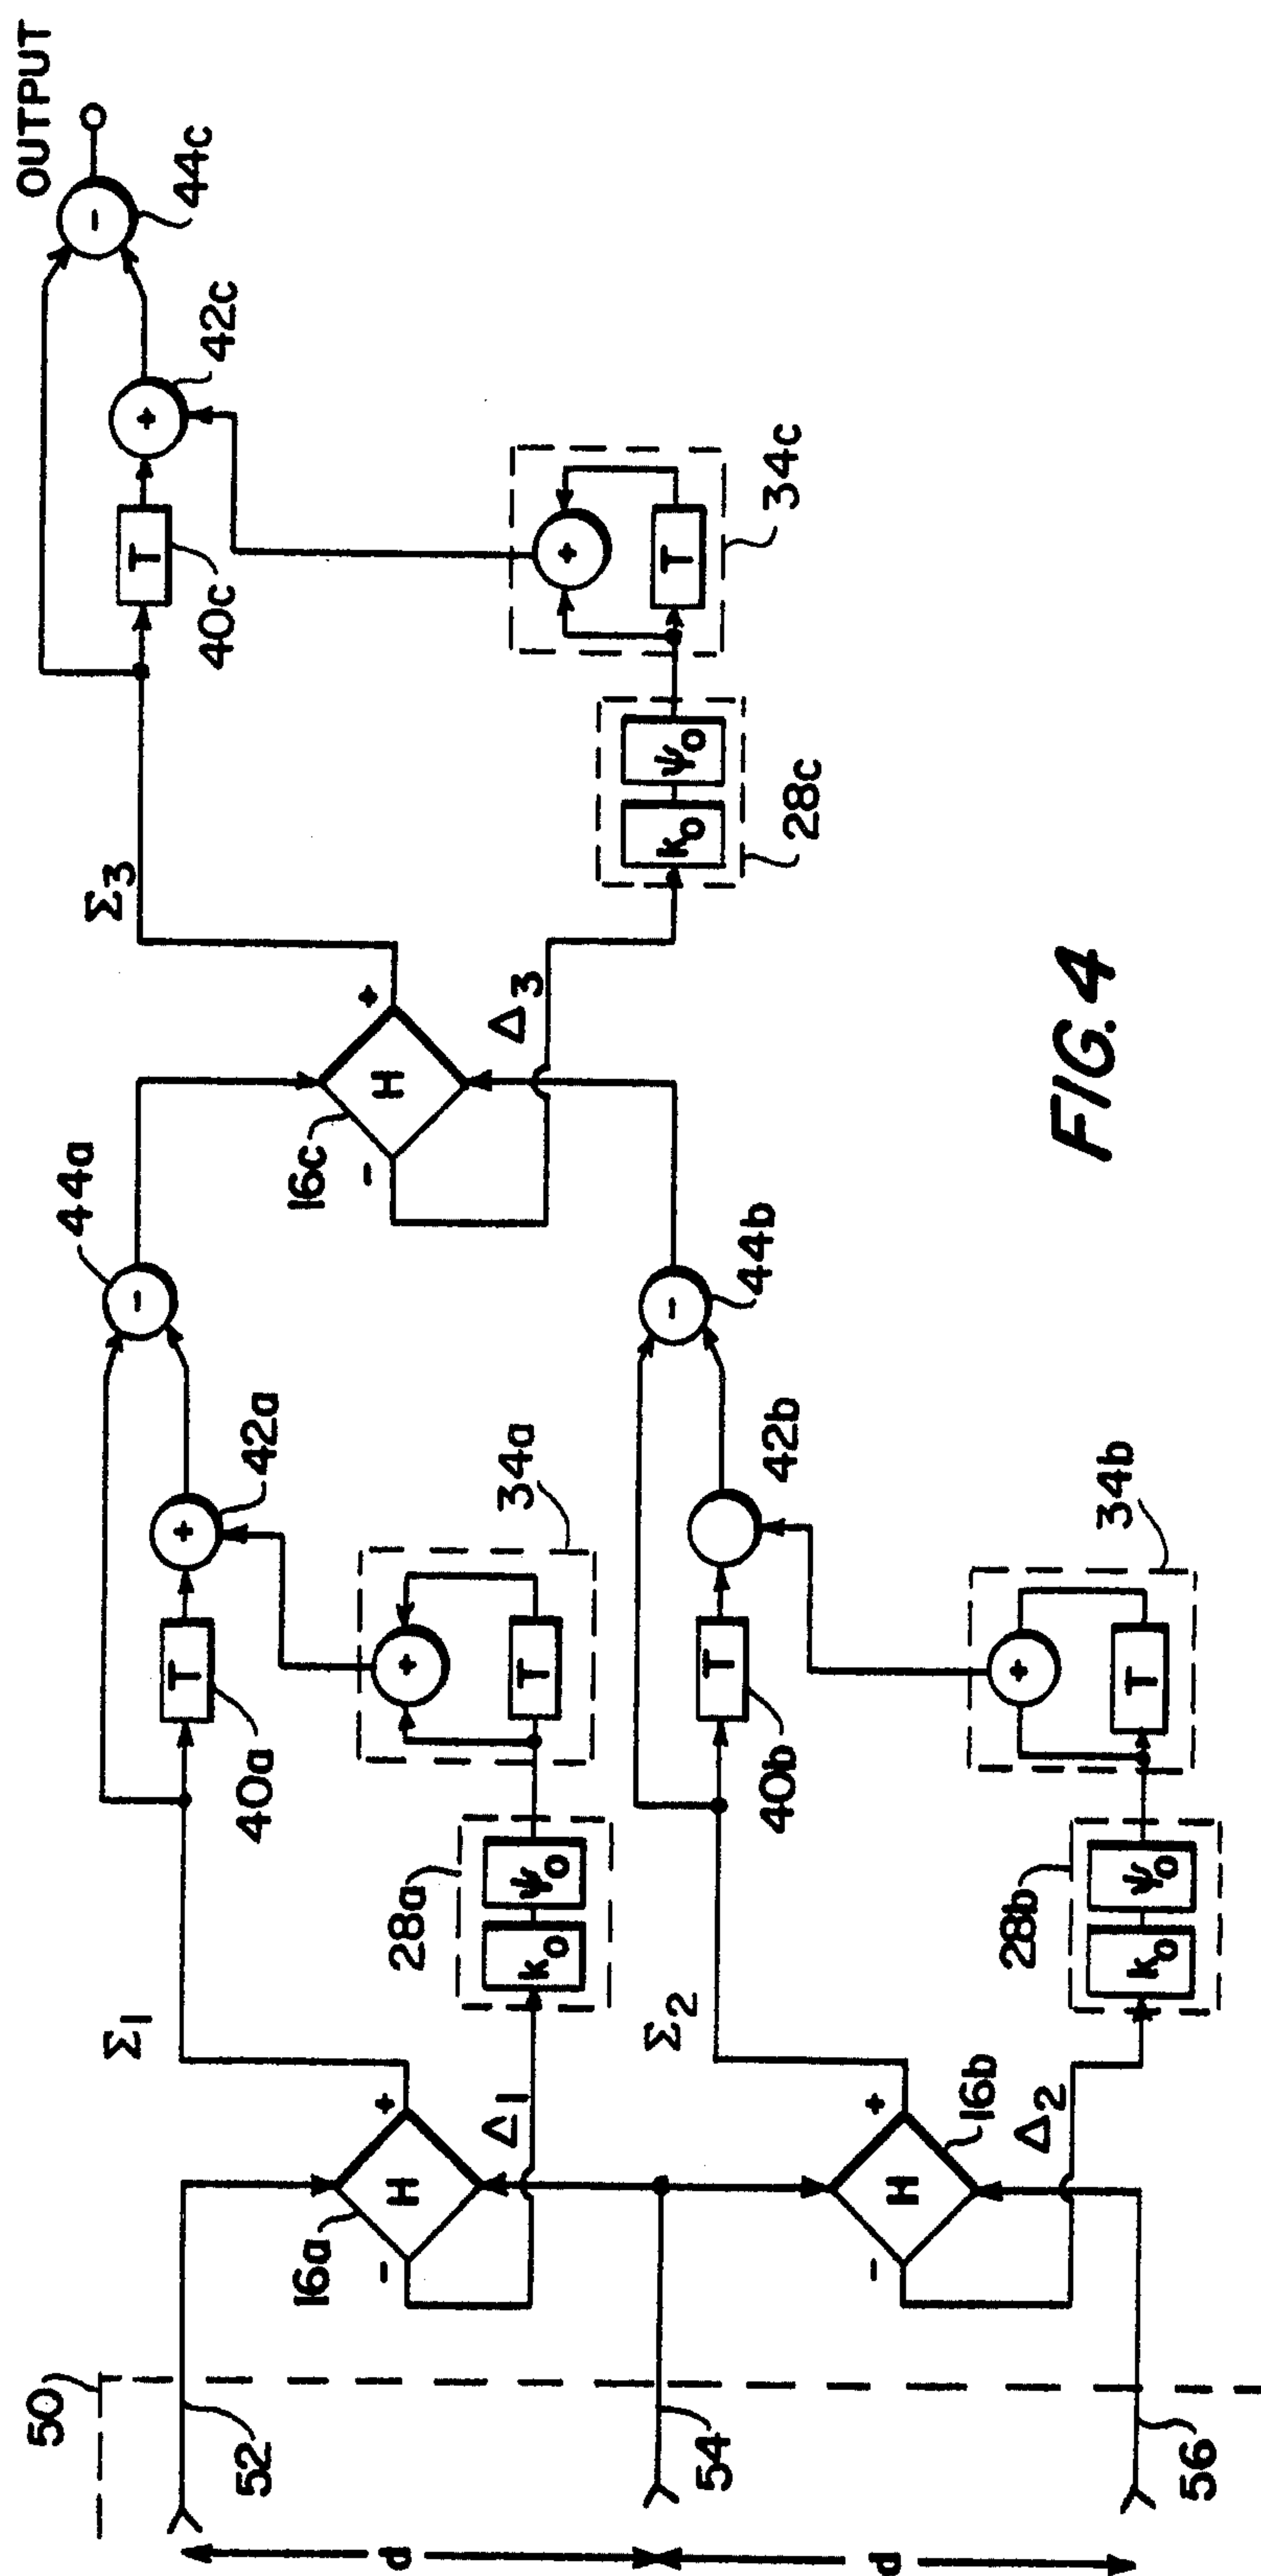 OUTPUT
44c
+
-
42c
T
40c
Σ3
+
T
34c
k₀ ψ₀
28c
H
+
-
16c
Δ3
44a
-
+
42a
T
40a
Σ1
+
T
34a
k₀ ψ₀
28a
H
+
-
16a
Δ1
44b
-
42b
T
40b
Σ2
+
T
34b
k₀ ψ₀
28b
H
+
-
16b
Δ2
50
52
54
56
d
d
FIG. 4